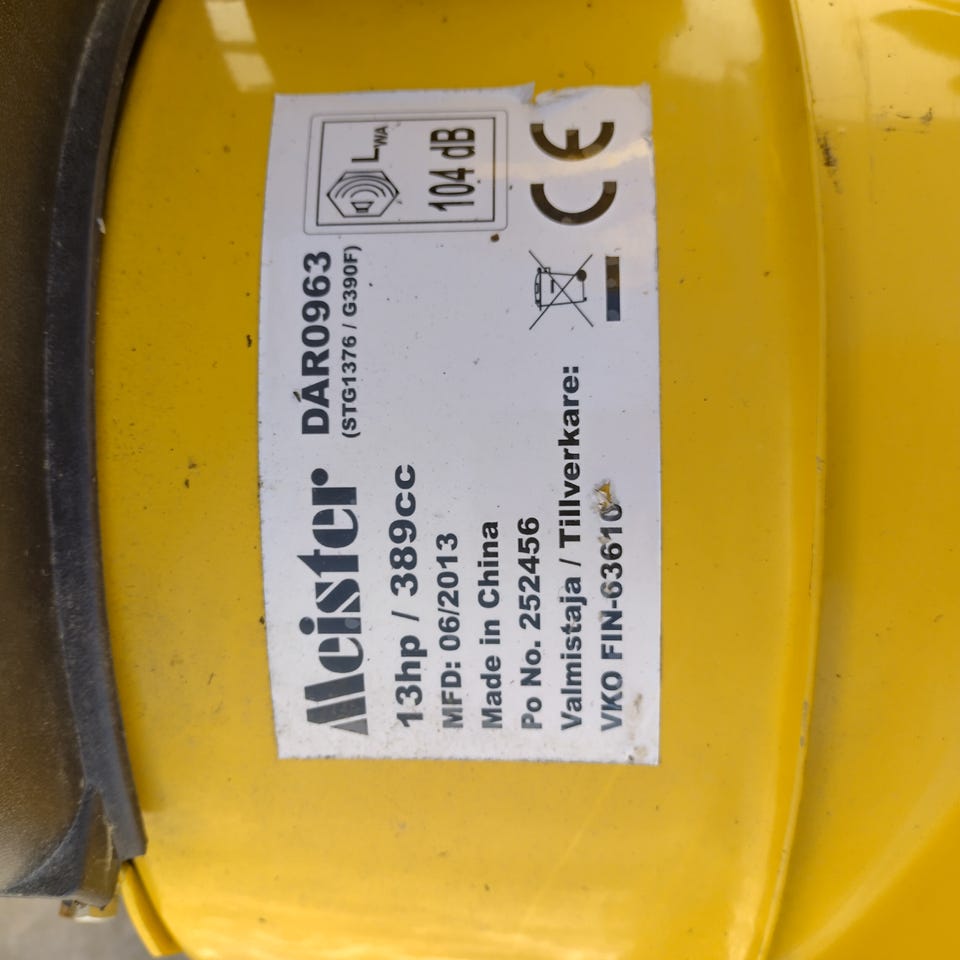 Meister DÁR0963
(STG1376 / G390F)
13hp / 389cc
MFD: 06/2013
Made in China
Po No. 252456
Valmistaja / Tillverkare:
VKO FIN-63610
LWA
104 dB
CE